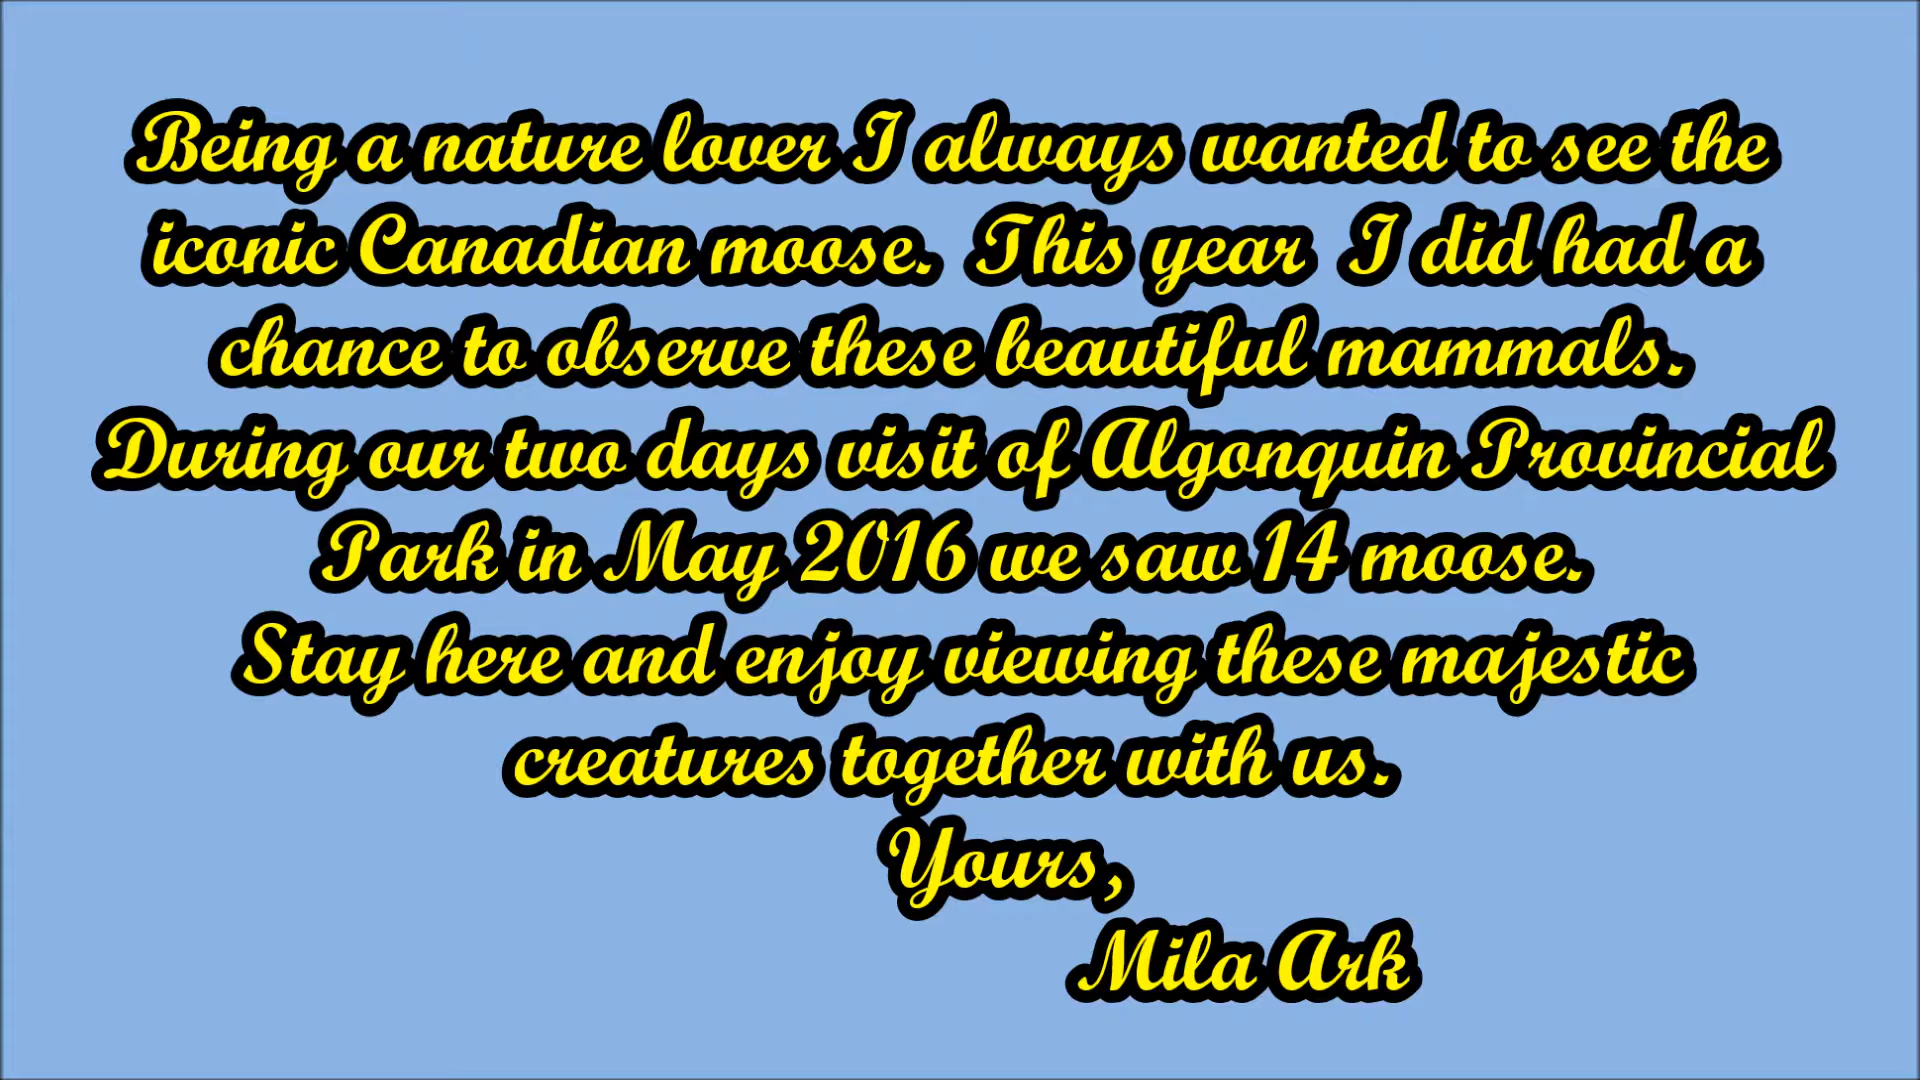 Being a nature lover I always wanted to see the
iconic Canadian moose. This year I did had a
chance to observe these beautiful mammals.
During our two days visit of Algonquin Provincial
Park in May 2016 we saw 14 moose.
Stay here and enjoy viewing these majestic
creatures together with us.
Yours,
Mila Ark